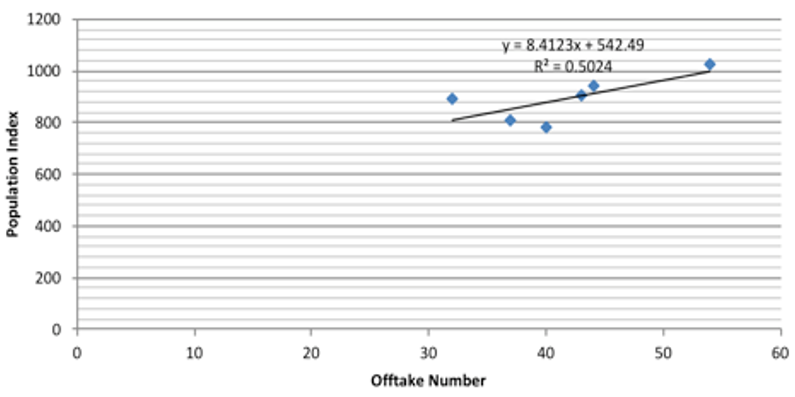 1200
1000
800
600
400
200
0
Population Index
y = 8.4123x + 542.49
R² = 0.5024
0 10 20 30 40 50 60
Offtake Number